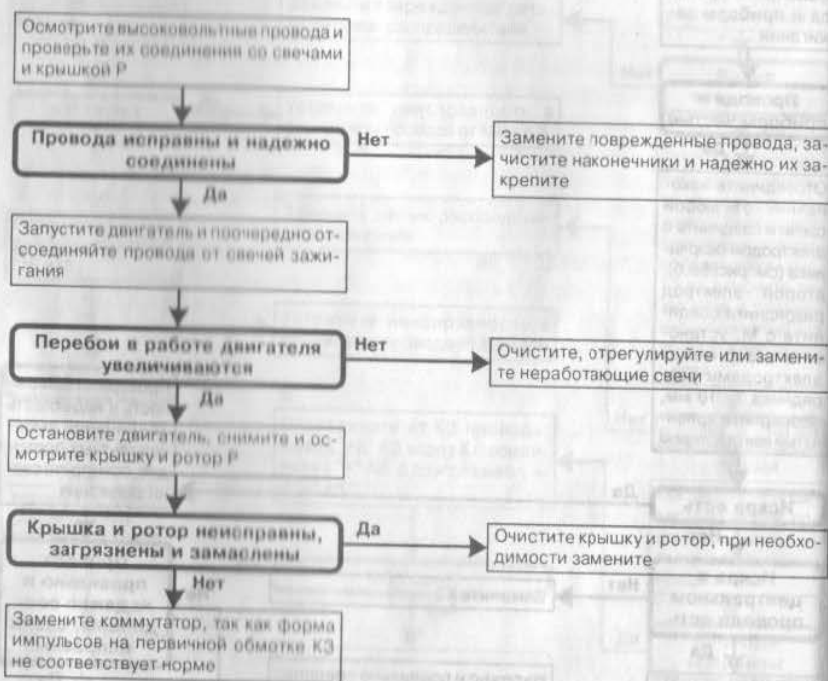 Осмотрите высоковольтные провода и
проверьте их соединения со свечами
и крышкой Р
Провода исправны и надежно
соединены
Нет
Замените поврежденные провода, за-
чистите наконечники и надежно их за-
крепите
Да
Запустите двигатель и поочередно от-
соединяйте провода от свечей зажи-
гания
Перебои в работе двигателя
увеличиваются
Нет
Очистите, отрегулируйте или замени-
те неработающие свечи
Да
Остановите двигатель, снимите и ос-
мотрите крышку и ротор Р
Крышка и ротор неисправны,
загрязнены и замаслены
Да
Очистите крышку и ротор, при необхо-
димости замените
Нет
Замените коммутатор, так как форма
импульсов на первичной обмотке КЗ
не соответствует норме